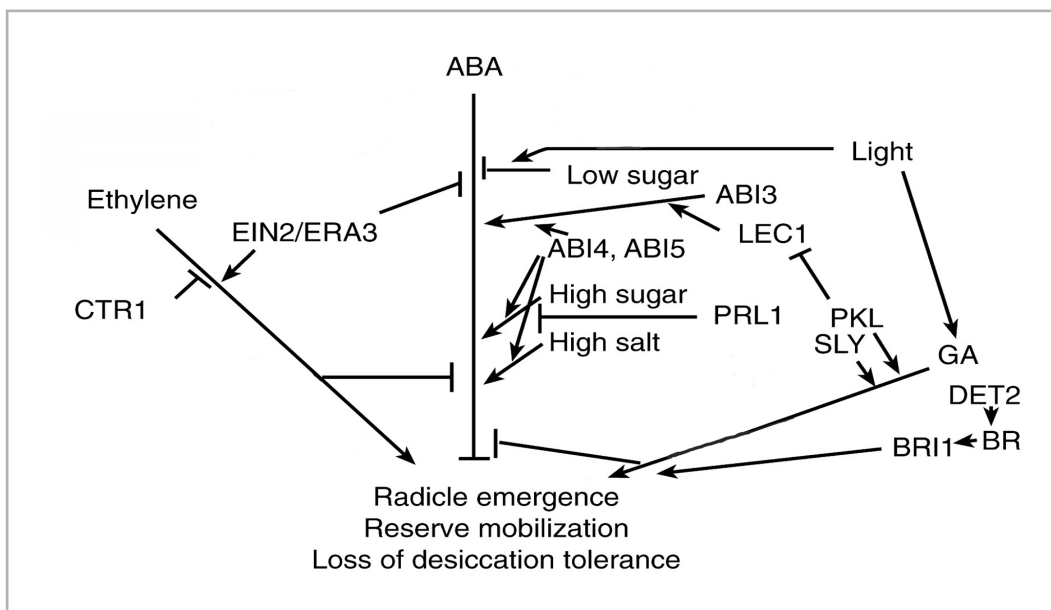 ABA
Light
Low sugar
ABI3
Ethylene
EIN2/ERA3
LEC1
ABI4, ABI5
High sugar
CTR1
PRL1
PKL
High salt
SLY
GA
DET2
BRI1
BR
Radicle emergence
Reserve mobilization
Loss of desiccation tolerance